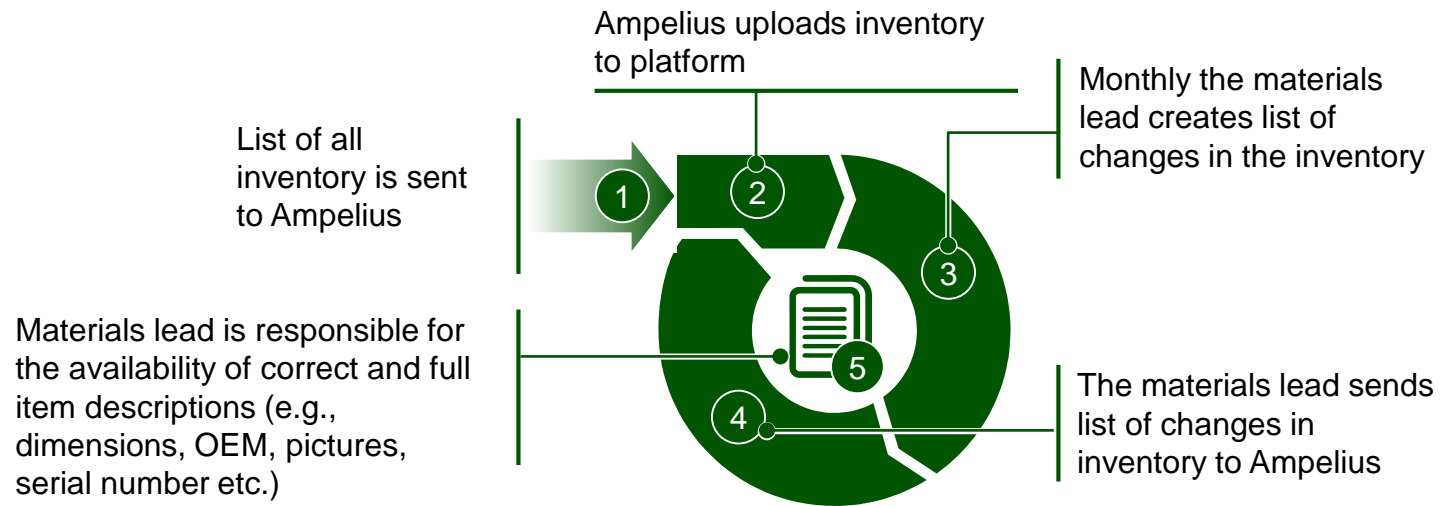 Ampelius uploads inventory
to platform
Monthly the materials
lead creates list of
changes in the inventory
List of all
inventory is sent
to Ampelius
1
2
3
Materials lead is responsible for
the availability of correct and full
item descriptions (e.g.,
dimensions, OEM, pictures,
serial number etc.)
5
4
The materials lead sends
list of changes in
inventory to Ampelius